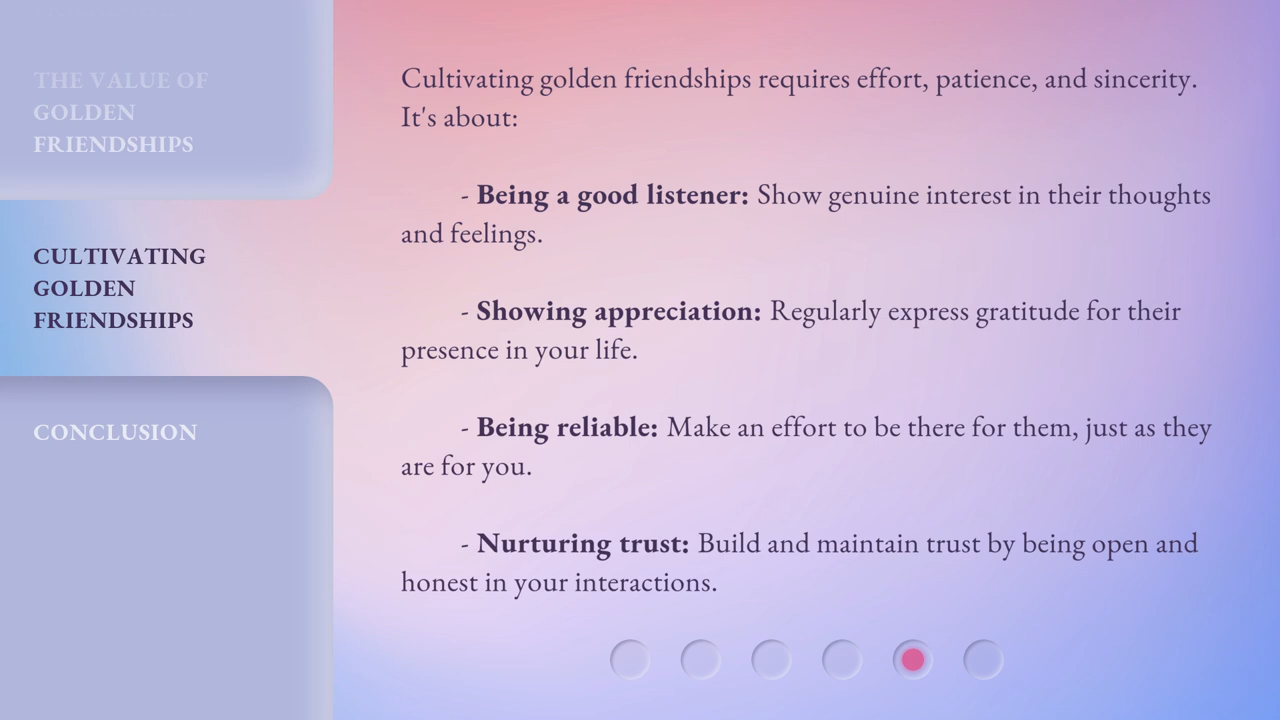 THE VALUE OF
GOLDEN
FRIENDSHIPS
CULTIVATING
GOLDEN
FRIENDSHIPS
CONCLUSION
Cultivating golden friendships requires effort, patience, and sincerity.
It's about:
- Being a good listener: Show genuine interest in their thoughts
and feelings.
- Showing appreciation: Regularly express gratitude for their
presence in your life.
- Being reliable: Make an effort to be there for them, just as they
are for you.
- Nurturing trust: Build and maintain trust by being open and
honest in your interactions.